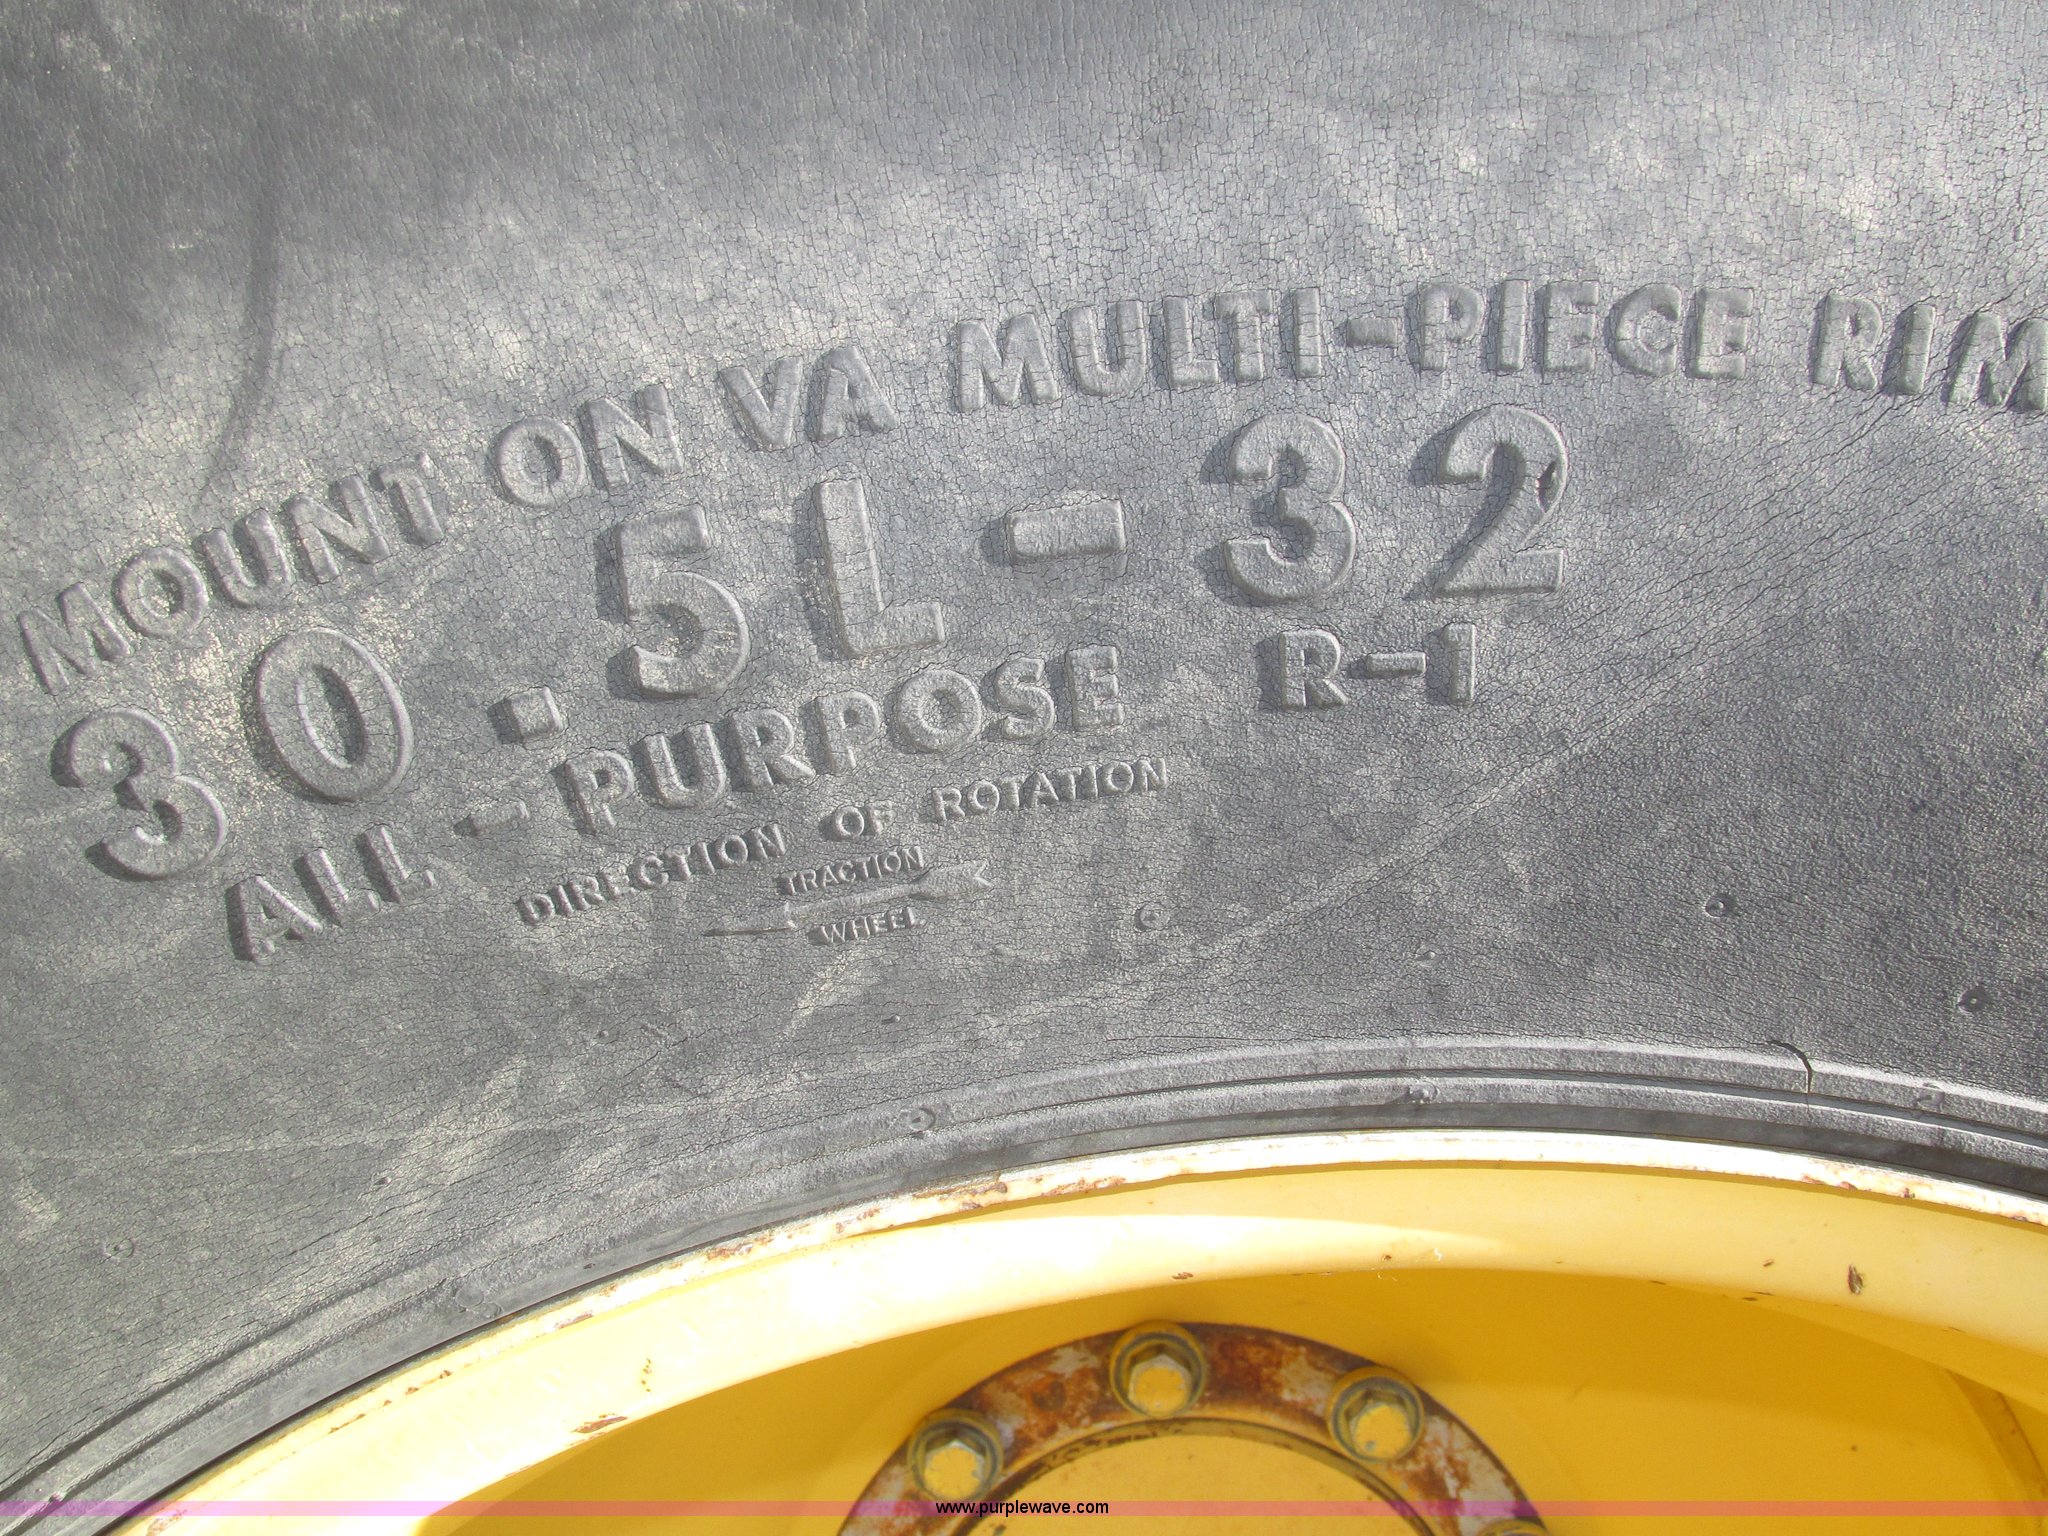 MOUNT ON VA MULTI-PIECE RIM
30.5L-32
ALL-PURPOSE R-1
DIRECTION OF ROTATION
TRACTION
WHEEL
www.purplewave.com